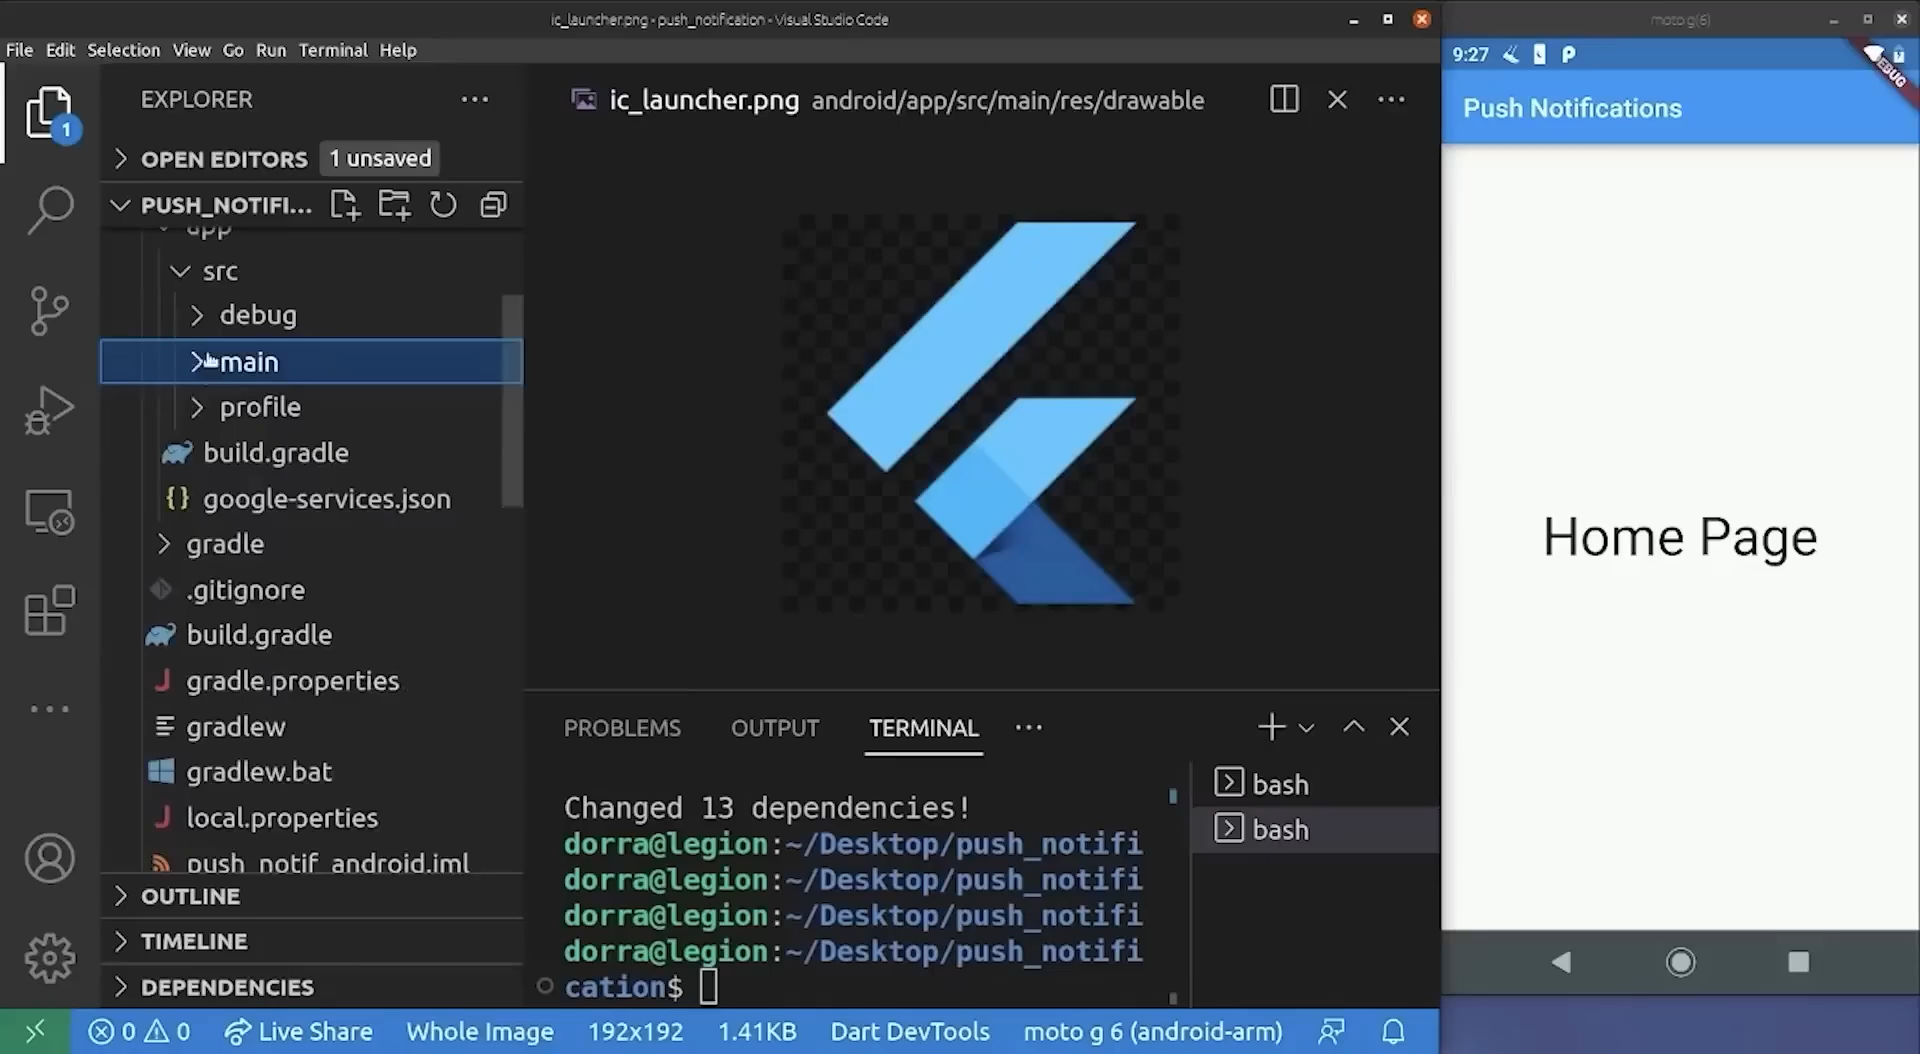 ic_launcher.png - push_notification - Visual Studio Code
File Edit Selection View Go Run Terminal Help
EXPLORER
1
OPEN EDITORS 1 unsaved
PUSH_NOTIFI...
app
src
debug
main
profile
build.gradle
google-services.json
gradle
.gitignore
build.gradle
gradle.properties
gradlew
gradlew.bat
local.properties
push_notif_android.iml
OUTLINE
TIMELINE
DEPENDENCIES
ic_launcher.png android/app/src/main/res/drawable
PROBLEMS OUTPUT TERMINAL
Changed 13 dependencies!
dorra@legion:~/Desktop/push_notifi
dorra@legion:~/Desktop/push_notifi
dorra@legion:~/Desktop/push_notifi
dorra@legion:~/Desktop/push_notifi
cation$
bash
bash
0 0 Live Share Whole Image 192x192 1.41KB Dart DevTools moto g 6 (android-arm)
moto g(6)
9:27
DEBUG
Push Notifications
Home Page